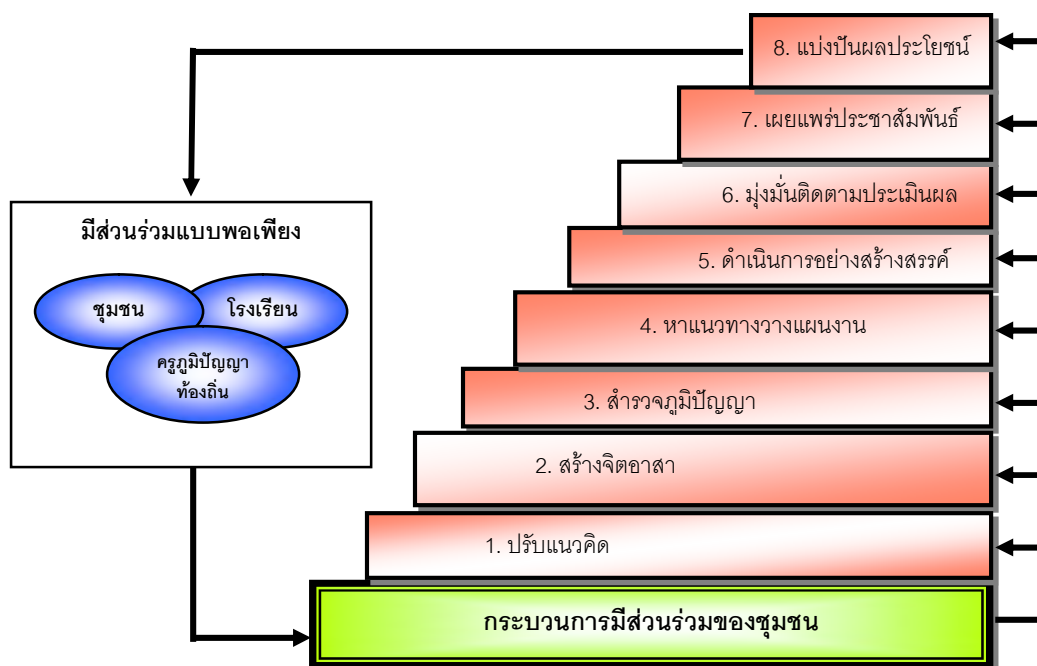 8. แบ่งปันผลประโยชน์
7. เผยแพร่ประชาสัมพันธ์
6. มุ่งมั่นติดตามประเมินผล
5. ดำเนินการอย่างสร้างสรรค์
4. หาแนวทางวางแผนงาน
3. สำรวจภูมิปัญญา
2. สร้างจิตอาสา
1. ปรับแนวคิด
กระบวนการมีส่วนร่วมของชุมชน
มีส่วนร่วมแบบพอเพียง
ชุมชน
โรงเรียน
ครูภูมิปัญญา
ท้องถิ่น